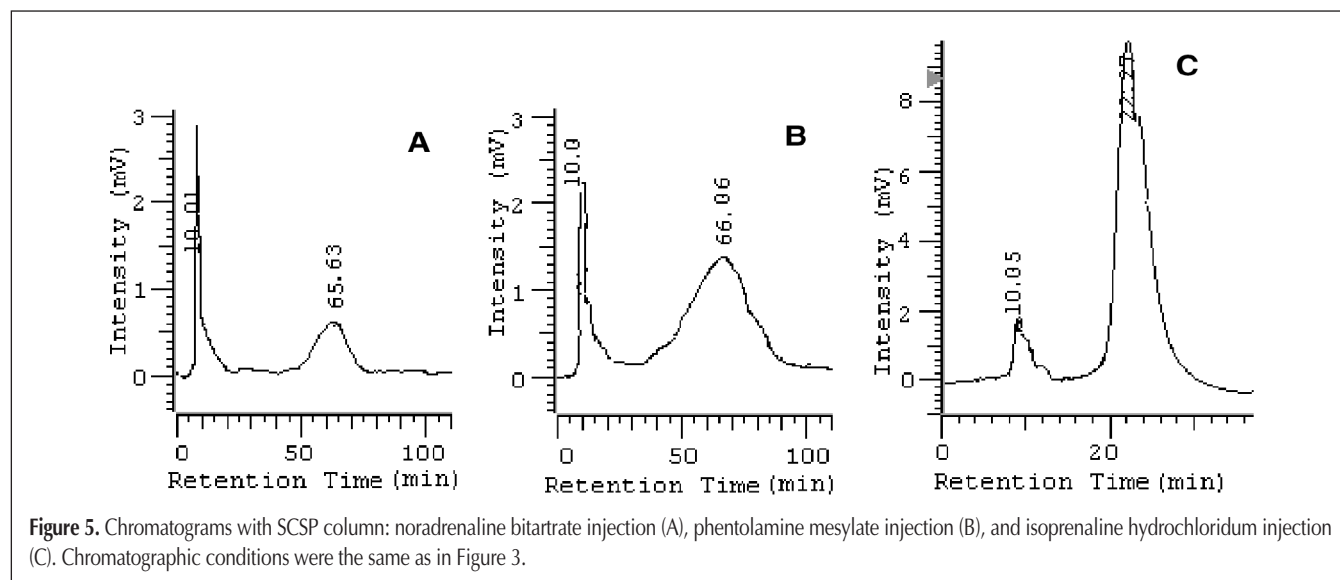 A
3
2
1
0
Intensity (mV)
10.01
65.63
0 50 100
Retention Time (min)
B
3
2
1
0
Intensity (mV)
10.0
66.06
0 50 100
Retention Time (min)
C
8
6
4
2
0
Intensity (mV)
10.05
0 20
Retention Time (min)
Figure 5. Chromatograms with SCSP column: noradrenaline bitartrate injection (A), phentolamine mesylate injection (B), and isoprenaline hydrochloridum injection
(C). Chromatographic conditions were the same as in Figure 3.